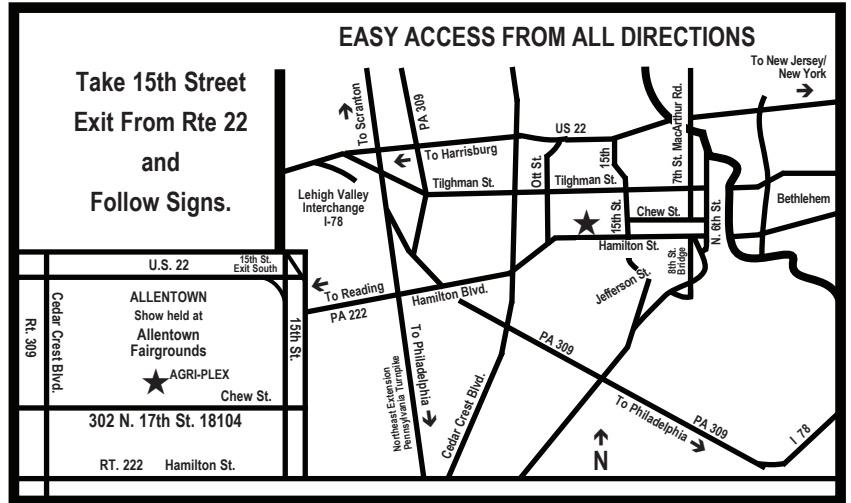 EASY ACCESS FROM ALL DIRECTIONS
Take 15th Street
Exit From Rte 22
and
Follow Signs.
To New Jersey/
New York
To Scranton
PA 309
US 22
To Harrisburg
15th
7th St. MacArthur Rd.
Lehigh Valley
Interchange
I-78
Tilghman St.
Ott St.
Tilghman St.
15th St.
Chew St.
N. 6th St.
Bethlehem
Hamilton St.
8th St.
Bridge
Jefferson St.
To Reading
PA 222
Hamilton Blvd.
To Philadelphia
Northeast Extension
Pennsylvania Turnpike
Cedar Crest Blvd.
PA 309
To Philadelphia
PA 309
I 78
N
U.S. 22
15th St.
Exit South
Rt. 309
Cedar Crest Blvd.
ALLENTOWN
Show held at
Allentown
Fairgrounds
AGRI-PLEX
15th St.
Chew St.
302 N. 17th St. 18104
RT. 222 Hamilton St.